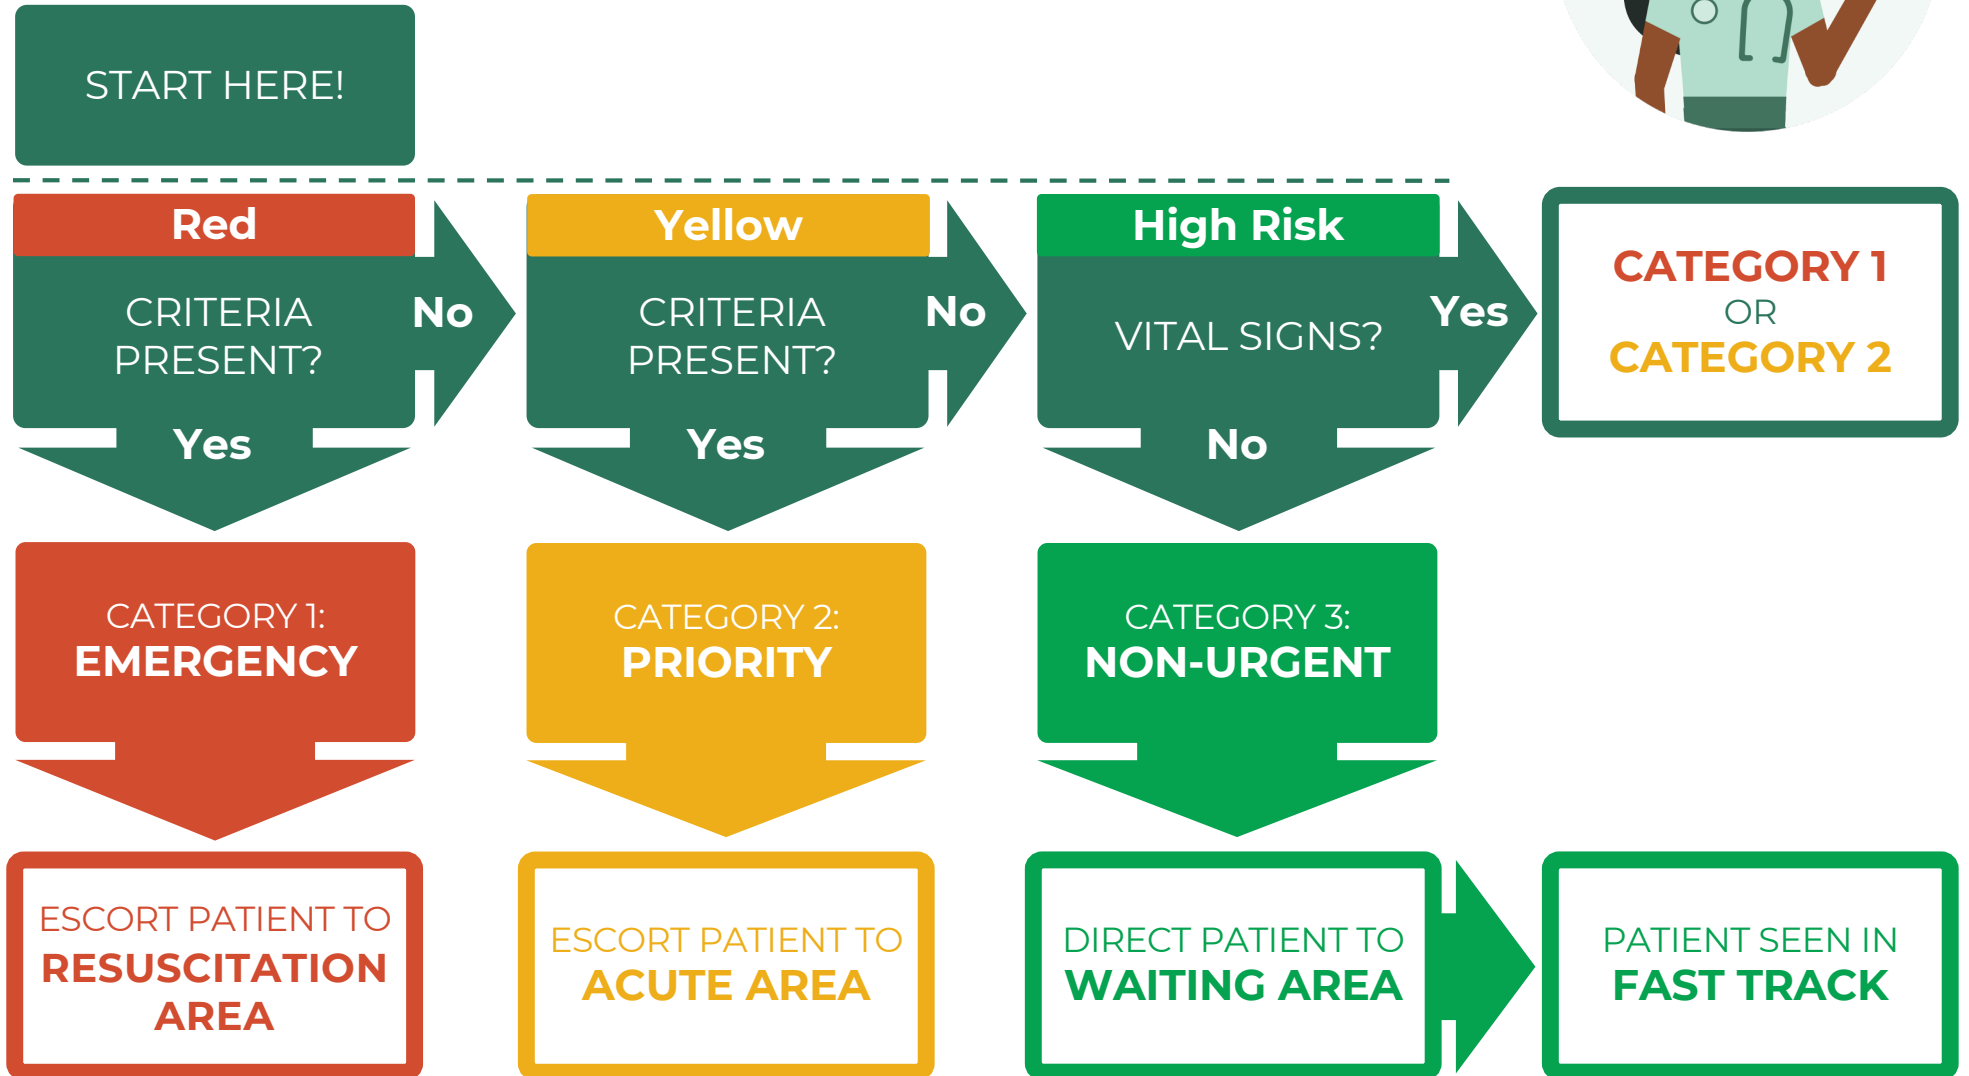 START HERE!
Red
CRITERIA
PRESENT?
No
Yes
Yellow
CRITERIA
PRESENT?
No
Yes
High Risk
VITAL SIGNS?
Yes
No
CATEGORY 1
OR
CATEGORY 2
CATEGORY 1:
EMERGENCY
CATEGORY 2:
PRIORITY
CATEGORY 3:
NON-URGENT
ESCORT PATIENT TO
RESUSCITATION
AREA
ESCORT PATIENT TO
ACUTE AREA
DIRECT PATIENT TO
WAITING AREA
PATIENT SEEN IN
FAST TRACK